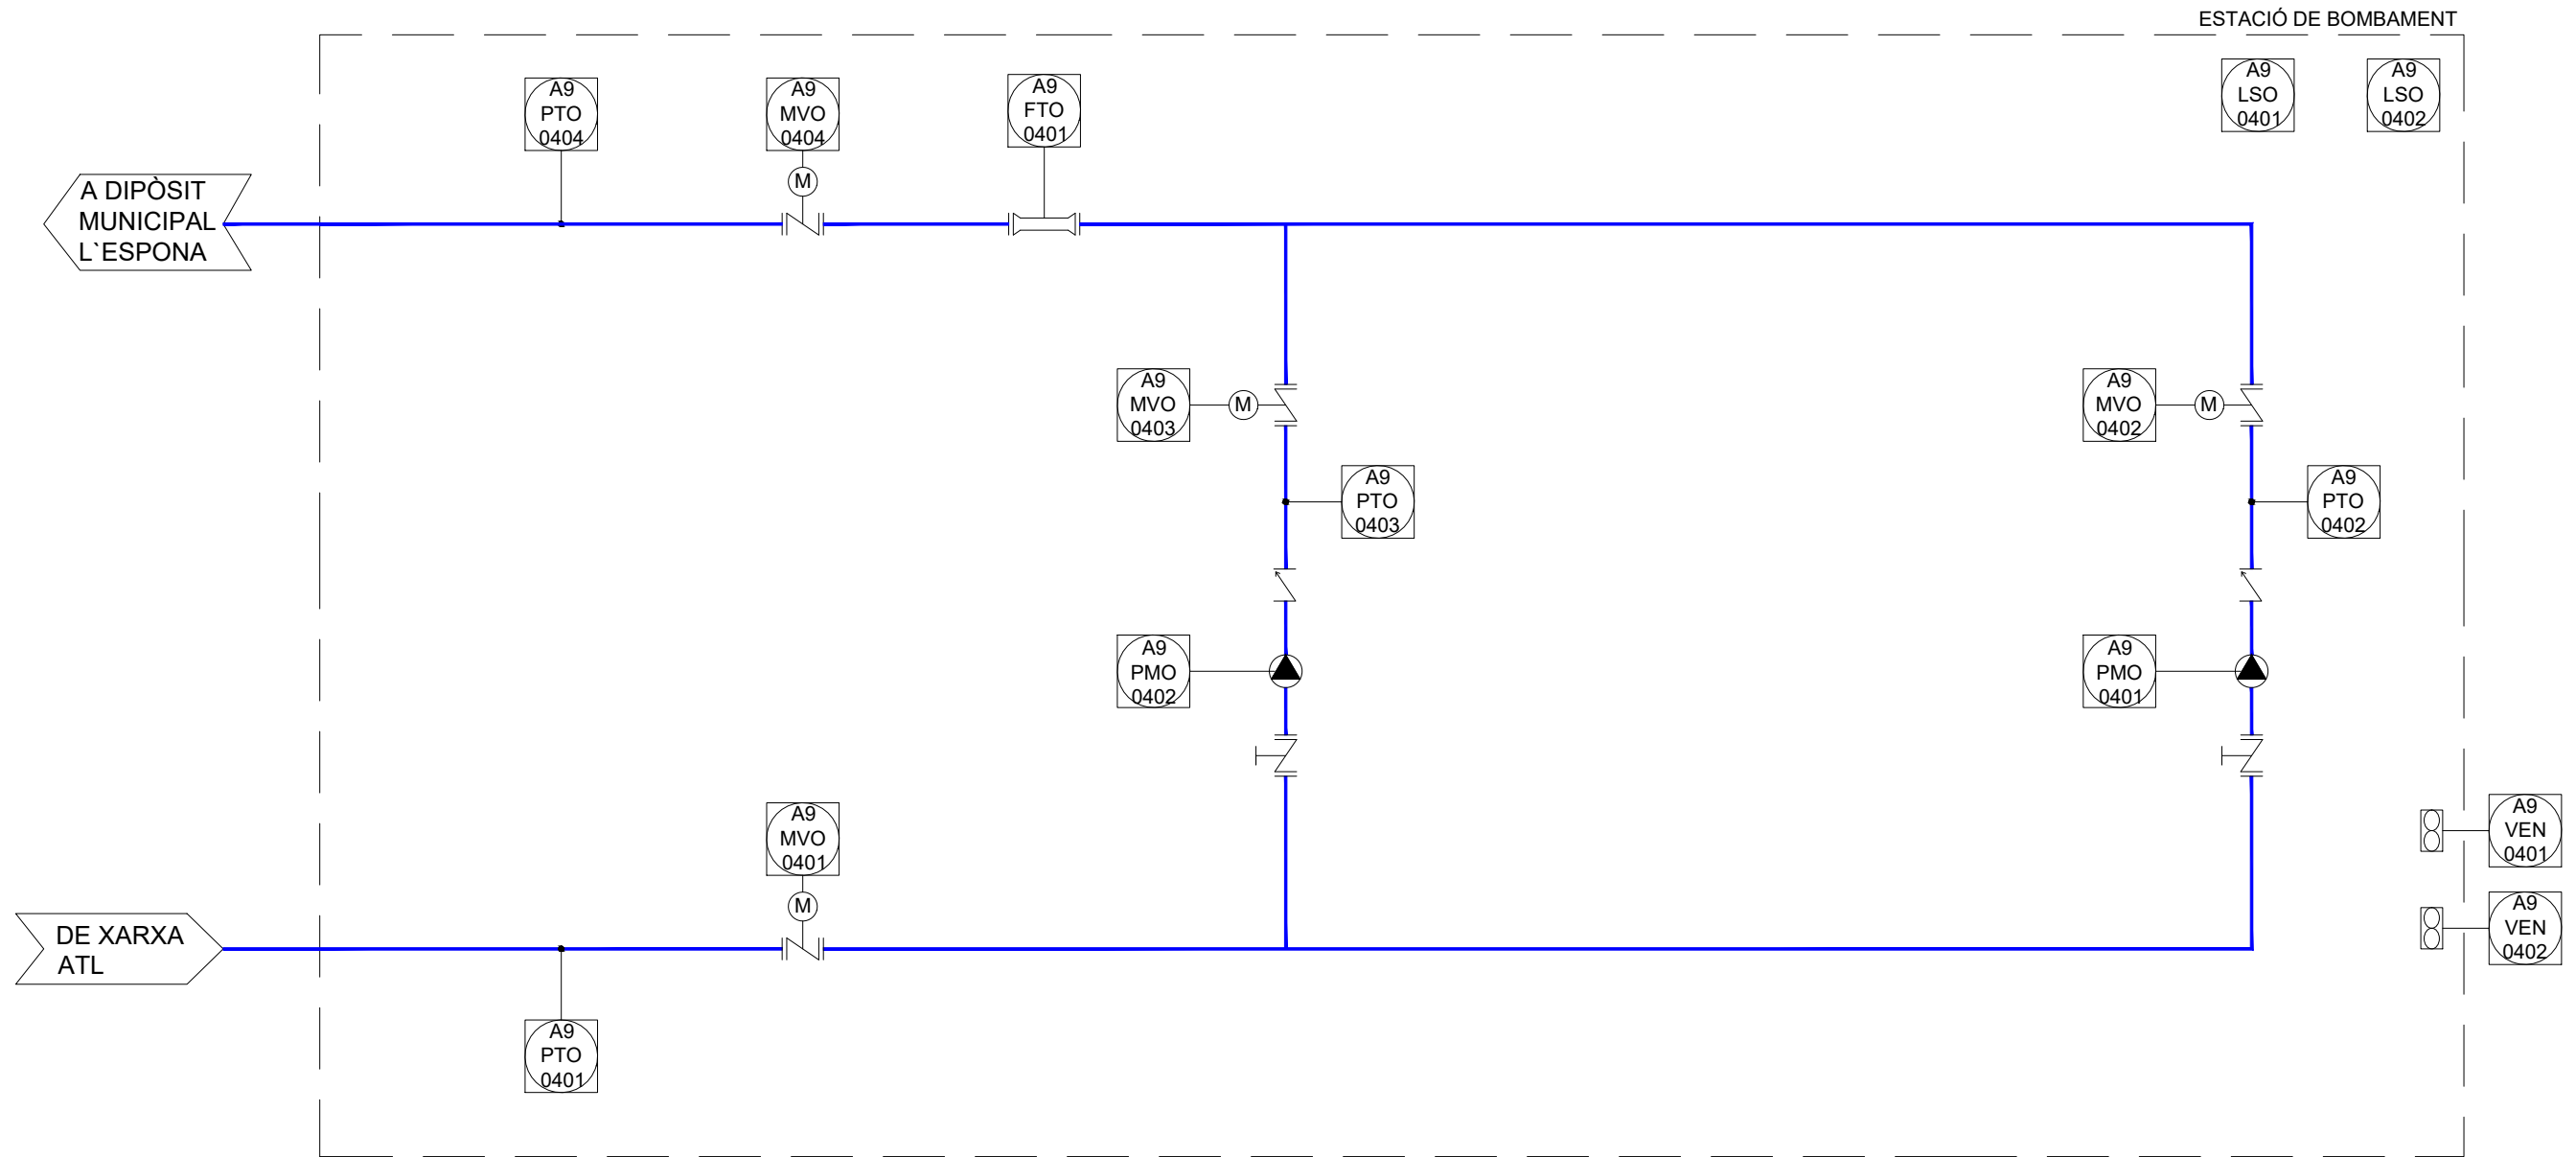 ESTACIÓ DE BOMBAMENT
A9
PTO
0404
A9
MVO
0404
A9
FTO
0401
A9
LSO
0401
A9
LSO
0402
M
A DIPÒSIT
MUNICIPAL
L`ESPONA
A9
MVO
0403
M
A9
MVO
0402
M
A9
PTO
0403
A9
PTO
0402
A9
PMO
0402
A9
PMO
0401
A9
MVO
0401
M
A9
VEN
0401
A9
VEN
0402
DE XARXA
ATL
A9
PTO
0401